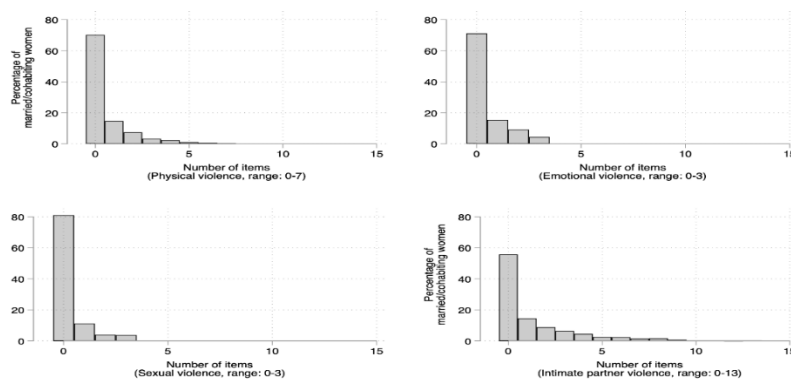 Percentage of
married/cohabiting women
80
60
40
20
0
0 5 10 15
Number of items
(Physical violence, range: 0-7)
80
60
40
20
0
0 5 10 15
Number of items
(Emotional violence, range: 0-3)
80
60
40
20
0
0 5 10 15
Number of items
(Sexual violence, range: 0-3)
Percentage of
married/cohabiting women
80
60
40
20
0
0 5 10 15
Number of items
(Intimate partner violence, range: 0-13)